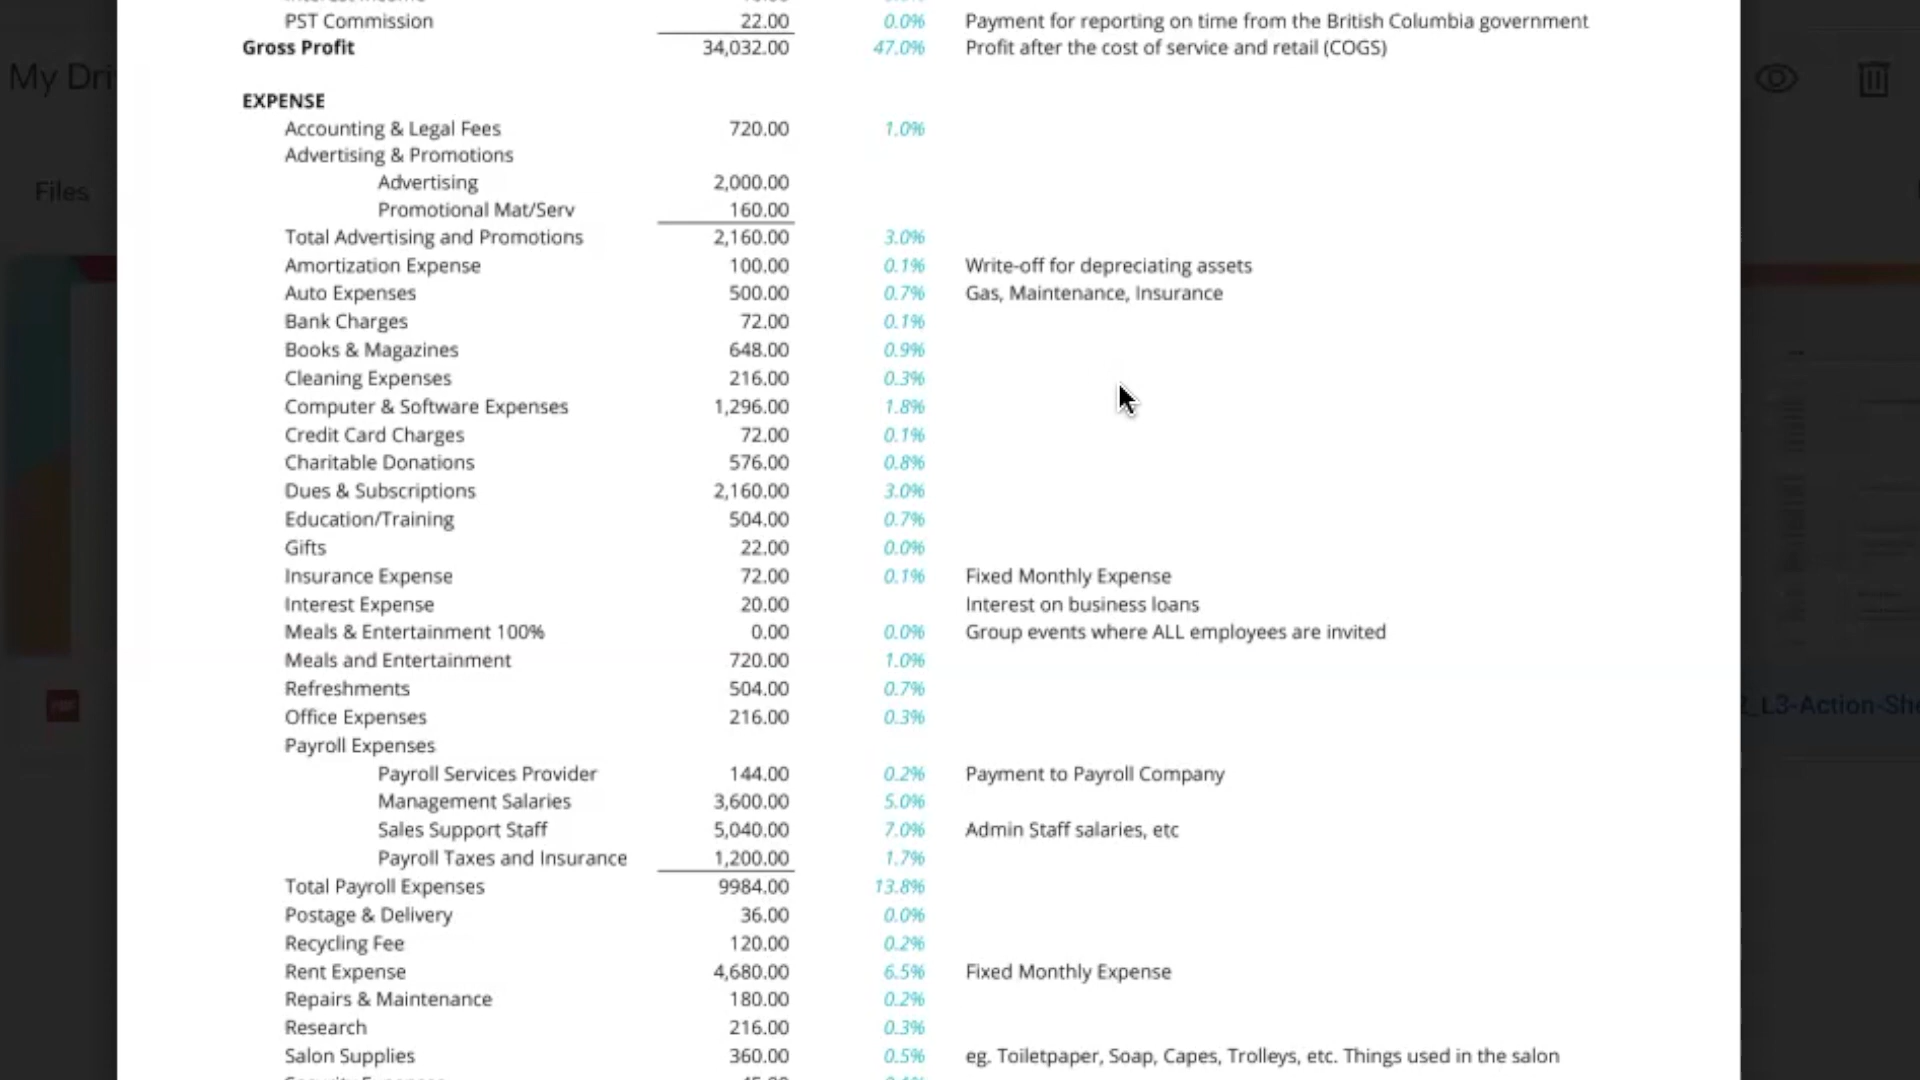 PST Commission 22.00 0.0% Payment for reporting on time from the British Columbia government
Gross Profit 34,032.00 47.0% Profit after the cost of service and retail (COGS)
My Dri
EXPENSE
Accounting & Legal Fees 720.00 1.0%
Advertising & Promotions
Advertising 2,000.00
Files
Promotional Mat/Serv 160.00
Total Advertising and Promotions 2,160.00 3.0%
Amortization Expense 100.00 0.1% Write-off for depreciating assets
Auto Expenses 500.00 0.7% Gas, Maintenance, Insurance
Bank Charges 72.00 0.1%
Books & Magazines 648.00 0.9%
Cleaning Expenses 216.00 0.3%
Computer & Software Expenses 1,296.00 1.8%
Credit Card Charges 72.00 0.1%
Charitable Donations 576.00 0.8%
Dues & Subscriptions 2,160.00 3.0%
Education/Training 504.00 0.7%
Gifts 22.00 0.0%
Insurance Expense 72.00 0.1% Fixed Monthly Expense
Interest Expense 20.00 Interest on business loans
Meals & Entertainment 100% 0.00 0.0% Group events where ALL employees are invited
Meals and Entertainment 720.00 1.0%
Refreshments 504.00 0.7%
_L3-Action-She
Office Expenses 216.00 0.3%
Payroll Expenses
Payroll Services Provider 144.00 0.2% Payment to Payroll Company
Management Salaries 3,600.00 5.0%
Sales Support Staff 5,040.00 7.0% Admin Staff salaries, etc
Payroll Taxes and Insurance 1,200.00 1.7%
Total Payroll Expenses 9984.00 13.8%
Postage & Delivery 36.00 0.0%
Recycling Fee 120.00 0.2%
Rent Expense 4,680.00 6.5% Fixed Monthly Expense
Repairs & Maintenance 180.00 0.2%
Research 216.00 0.3%
Salon Supplies 360.00 0.5% eg. Toiletpaper, Soap, Capes, Trolleys, etc. Things used in the salon